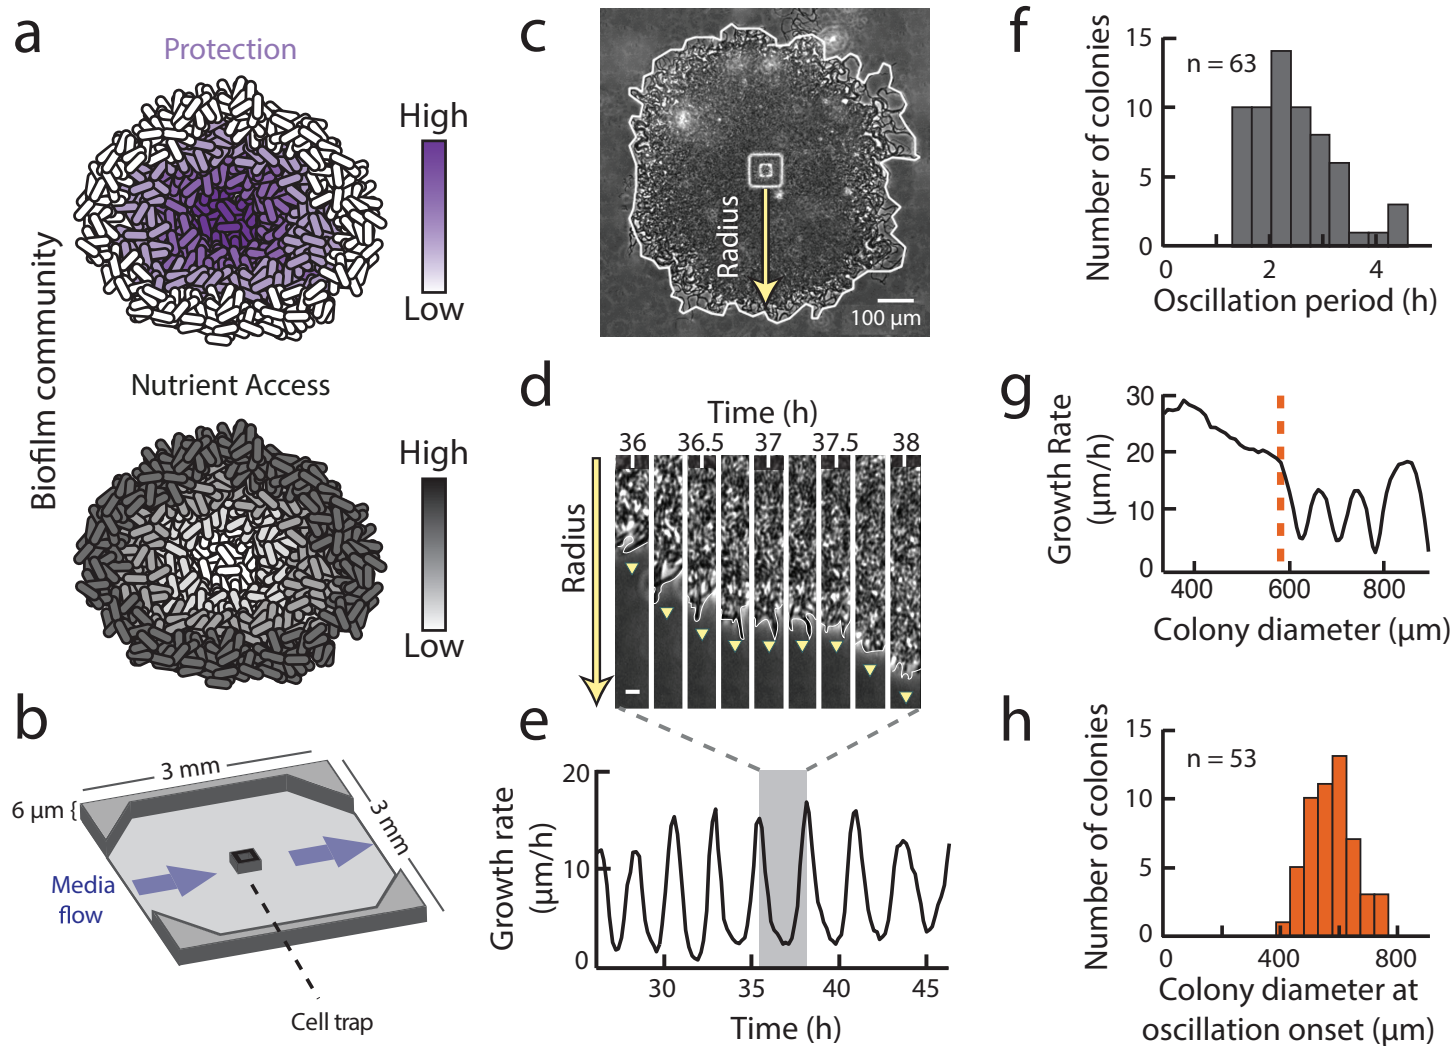 a
Protection
High
Low
Biofilm community
Nutrient Access
High
Low
b
3 mm
6 µm {
3 mm
Media
flow
Cell trap
c
Radius
100 µm
d
Time (h)
36 36.5 37 37.5 38
Radius
e
20
10
0
Growth rate
(µm/h)
30 35 40 45
Time (h)
f
15
10
5
0
Number of colonies
n = 63
0 2 4
Oscillation period (h)
g
30
20
10
0
Growth Rate
(µm/h)
400 600 800
Colony diameter (µm)
h
15
10
5
0
Number of colonies
n = 53
0 400 800
Colony diameter at
oscillation onset (µm)